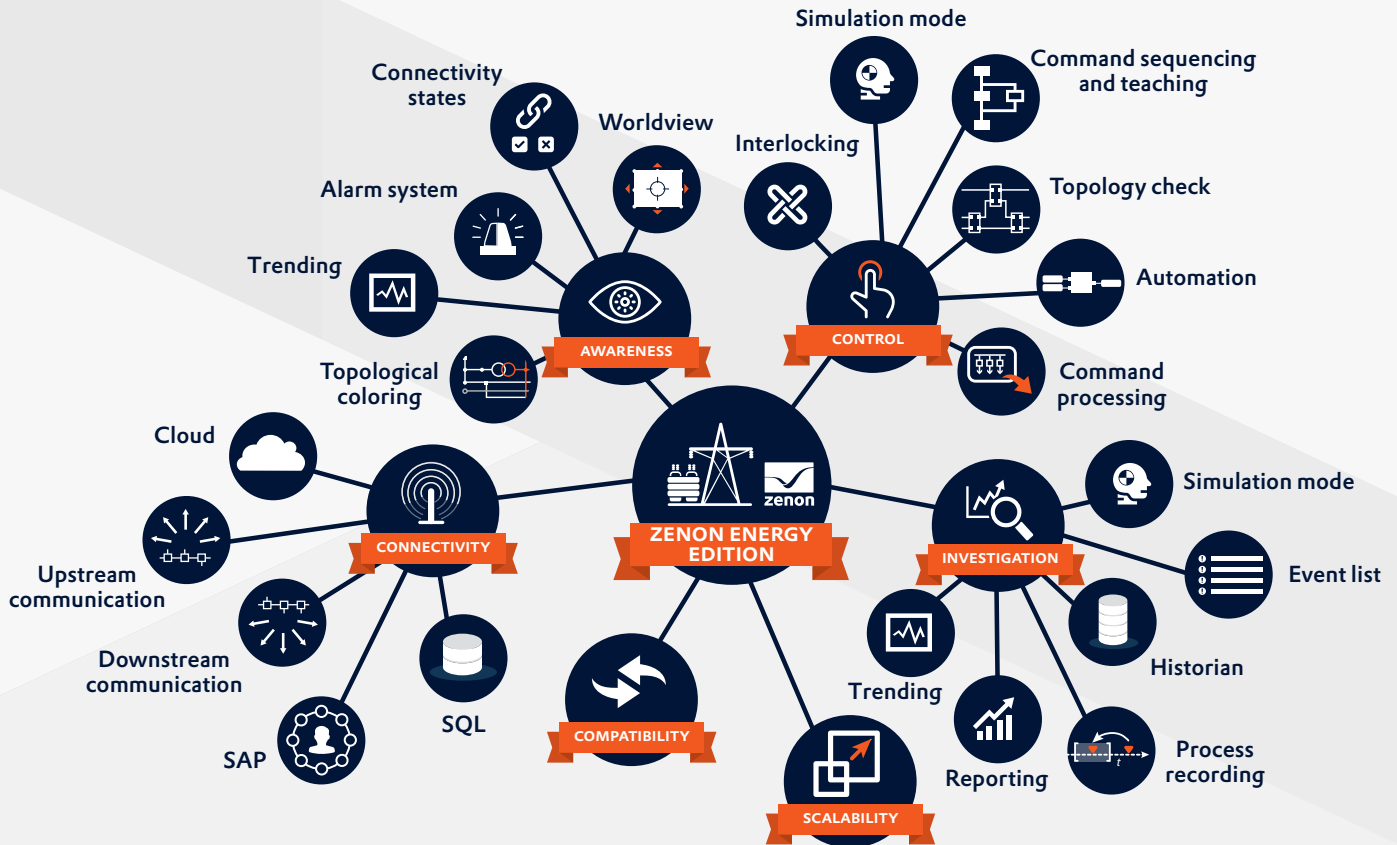 Simulation mode
Command sequencing
and teaching
Connectivity
states
Worldview
Interlocking
Alarm system
Topology check
Trending
Automation
AWARENESS
CONTROL
Topological
coloring
Command
processing
Cloud
zenon
ZENON ENERGY
EDITION
CONNECTIVITY
INVESTIGATION
Simulation mode
Event list
Upstream
communication
Downstream
communication
SQL
SAP
COMPATIBILITY
SCALABILITY
Trending
Historian
Reporting
t
Process
recording